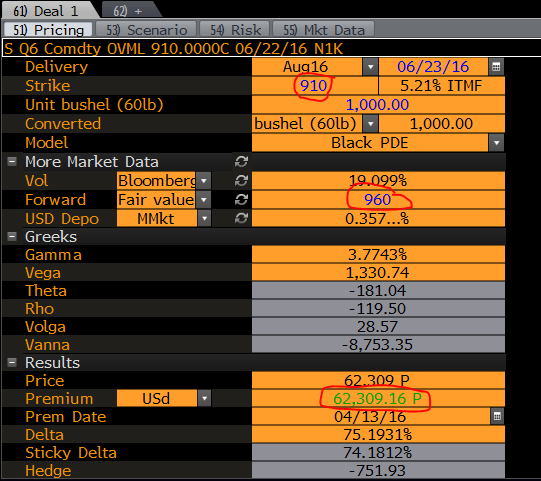 61) Deal 1 62) +
51) Pricing 53) Scenario 54) Risk 55) Mkt Data
S Q6 Comdty OVML 910.0000C 06/22/16 N1K
Delivery Aug16 06/23/16
Strike 910 5.21% ITMF
Unit bushel (60lb) 1,000.00
Converted bushel (60lb) 1,000.00
Model Black PDE
More Market Data
Vol Bloomberg 19.099%
Forward Fair value 960
USD Depo MMkt 0.357...%
Greeks
Gamma 3.7743%
Vega 1,330.74
Theta -181.04
Rho -119.50
Volga 28.57
Vanna -8,753.35
Results
Price 62,309 P
Premium USd 62,309.16 P
Prem Date 04/13/16
Delta 75.1931%
Sticky Delta 74.1812%
Hedge -751.93